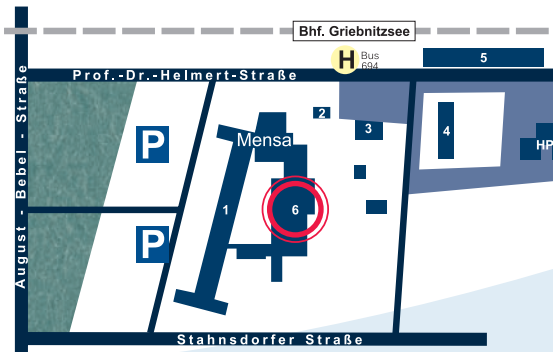 Bhf. Griebnitzsee
H
Bus
694
5
Prof.-Dr.-Helmert-Straße
August - Bebel - Straße
P
2
3
4
HP
Mensa
1
6
P
Stahnsdorfer Straße